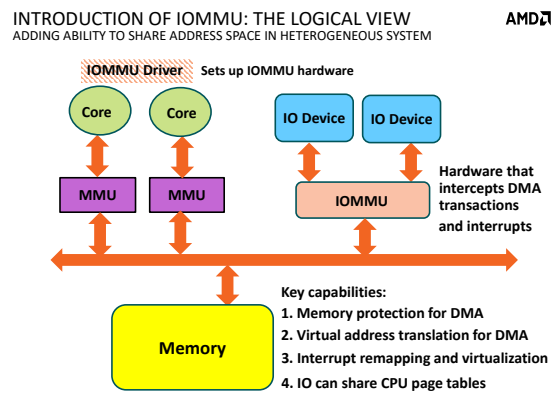 INTRODUCTION OF IOMMU: THE LOGICAL VIEW
ADDING ABILITY TO SHARE ADDRESS SPACE IN HETEROGENEOUS SYSTEM
AMD
IOMMU Driver
Sets up IOMMU hardware
Core
Core
IO Device
IO Device
MMU
MMU
IOMMU
Hardware that
intercepts DMA
transactions
and interrupts
Memory
Key capabilities:
1. Memory protection for DMA
2. Virtual address translation for DMA
3. Interrupt remapping and virtualization
4. IO can share CPU page tables